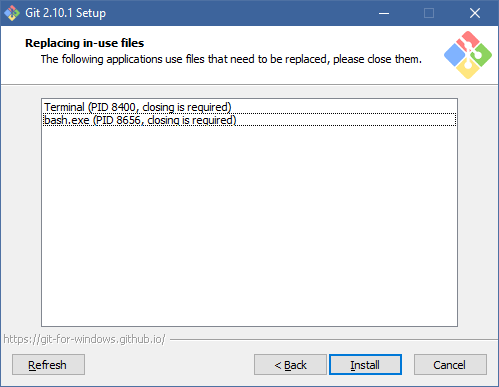 Git 2.10.1 Setup
Replacing in-use files
The following applications use files that need to be replaced, please close them.
Terminal (PID 8400, closing is required)
bash.exe (PID 8656, closing is required)
https://git-for-windows.github.io/
Refresh
< Back
Install
Cancel